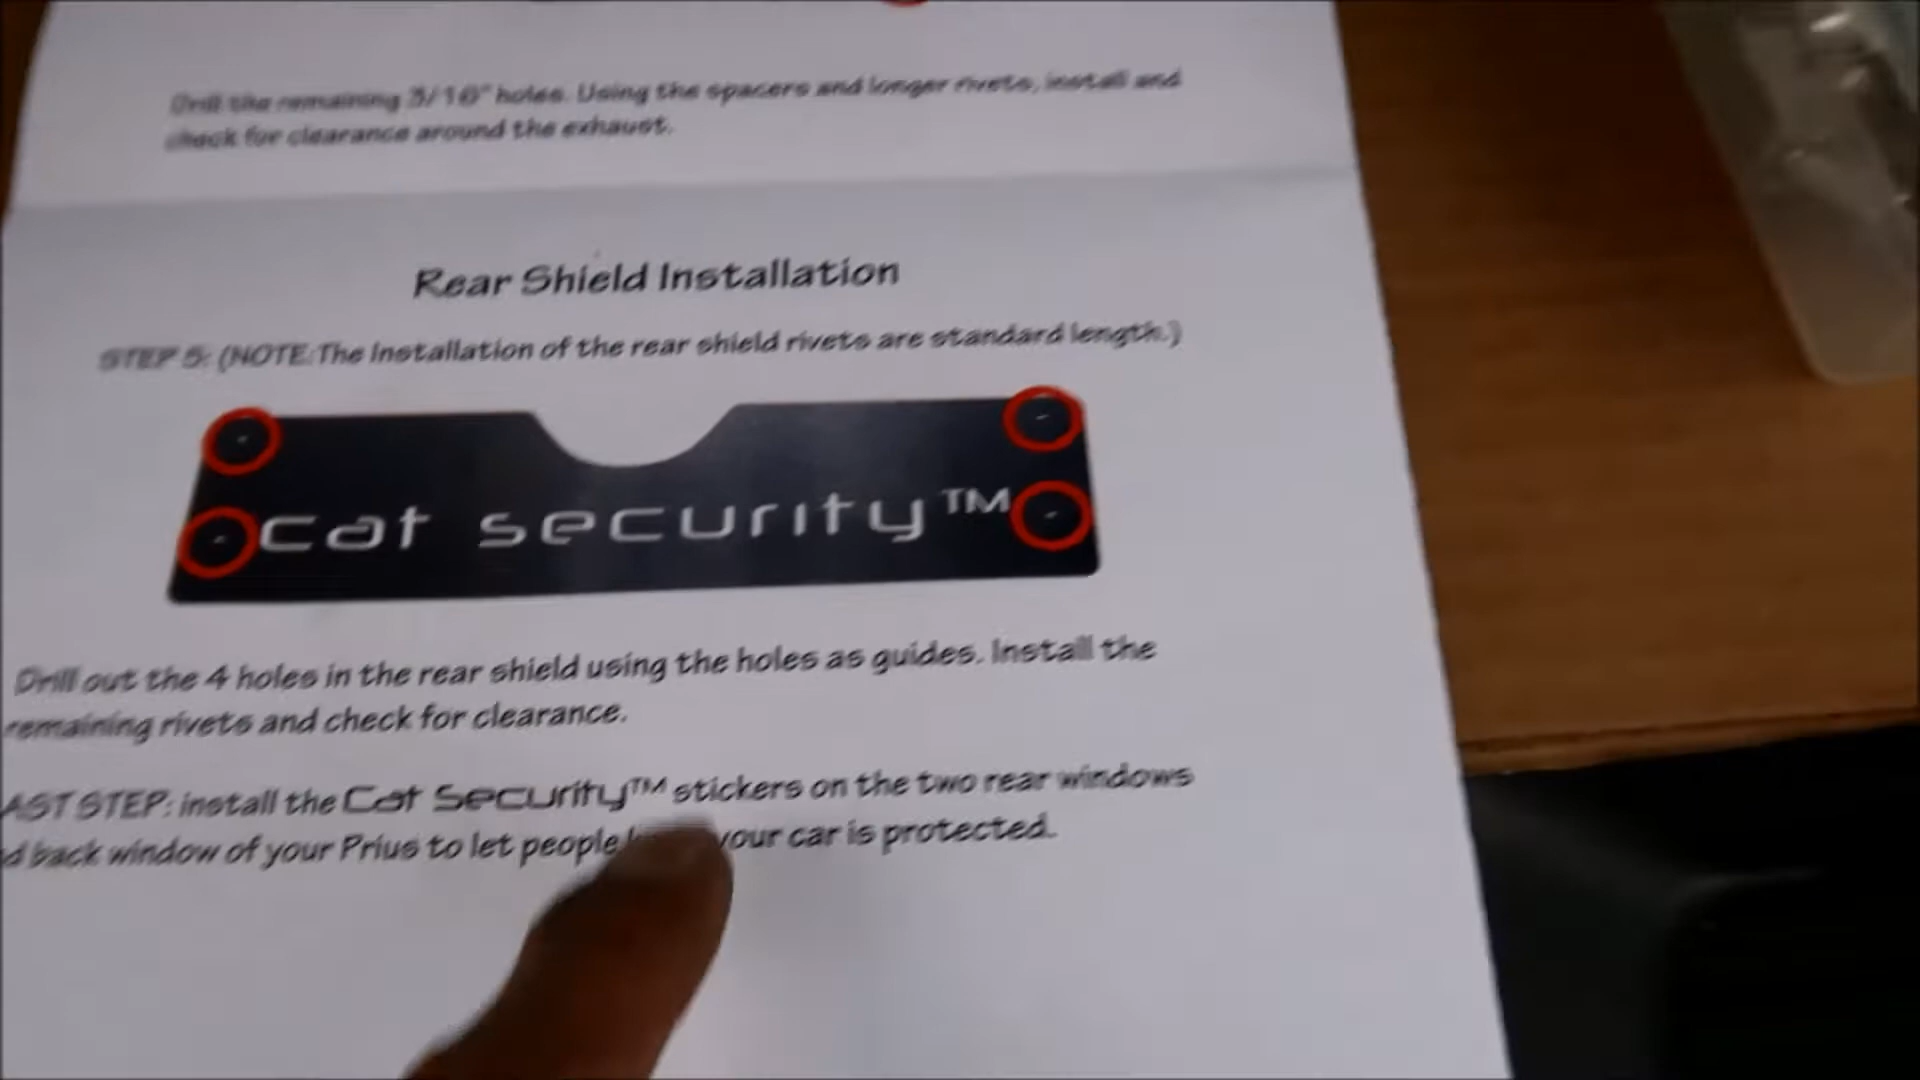 Drill the remaining 3/16" holes. Using the spacers and longer rivets, install and
check for clearance around the exhaust.
Rear Shield Installation
STEP 5: (NOTE:The Installation of the rear shield rivets are standard length.)
cat security™
Drill out the 4 holes in the rear shield using the holes as guides. Install the
remaining rivets and check for clearance.
AST STEP: install the Cat Security™ stickers on the two rear windows
d back window of your Prius to let people your car is protected.